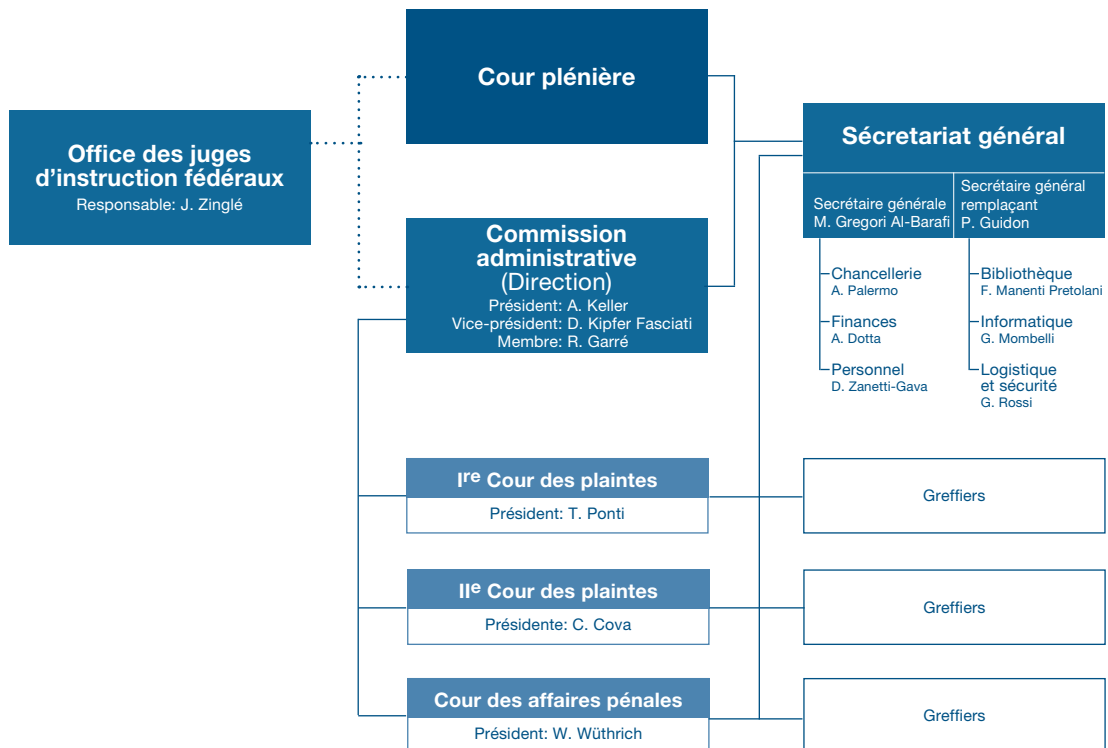 Cour plénière
Office des juges
d’instruction fédéraux
Responsable: J. Zinglé
Commission
administrative
(Direction)
Président: A. Keller
Vice-président: D. Kipfer Fasciati
Membre: R. Garré
Sécretariat général
Secrétaire générale
M. Gregori Al-Barafi
Secrétaire général
remplaçant
P. Guidon
Chancellerie
A. Palermo
Finances
A. Dotta
Personnel
D. Zanetti-Gava
Bibliothèque
F. Manenti Pretolani
Informatique
G. Mombelli
Logistique
et sécurité
G. Rossi
Ire Cour des plaintes
Président: T. Ponti
Greffiers
IIe Cour des plaintes
Présidente: C. Cova
Greffiers
Cour des affaires pénales
Président: W. Wüthrich
Greffiers